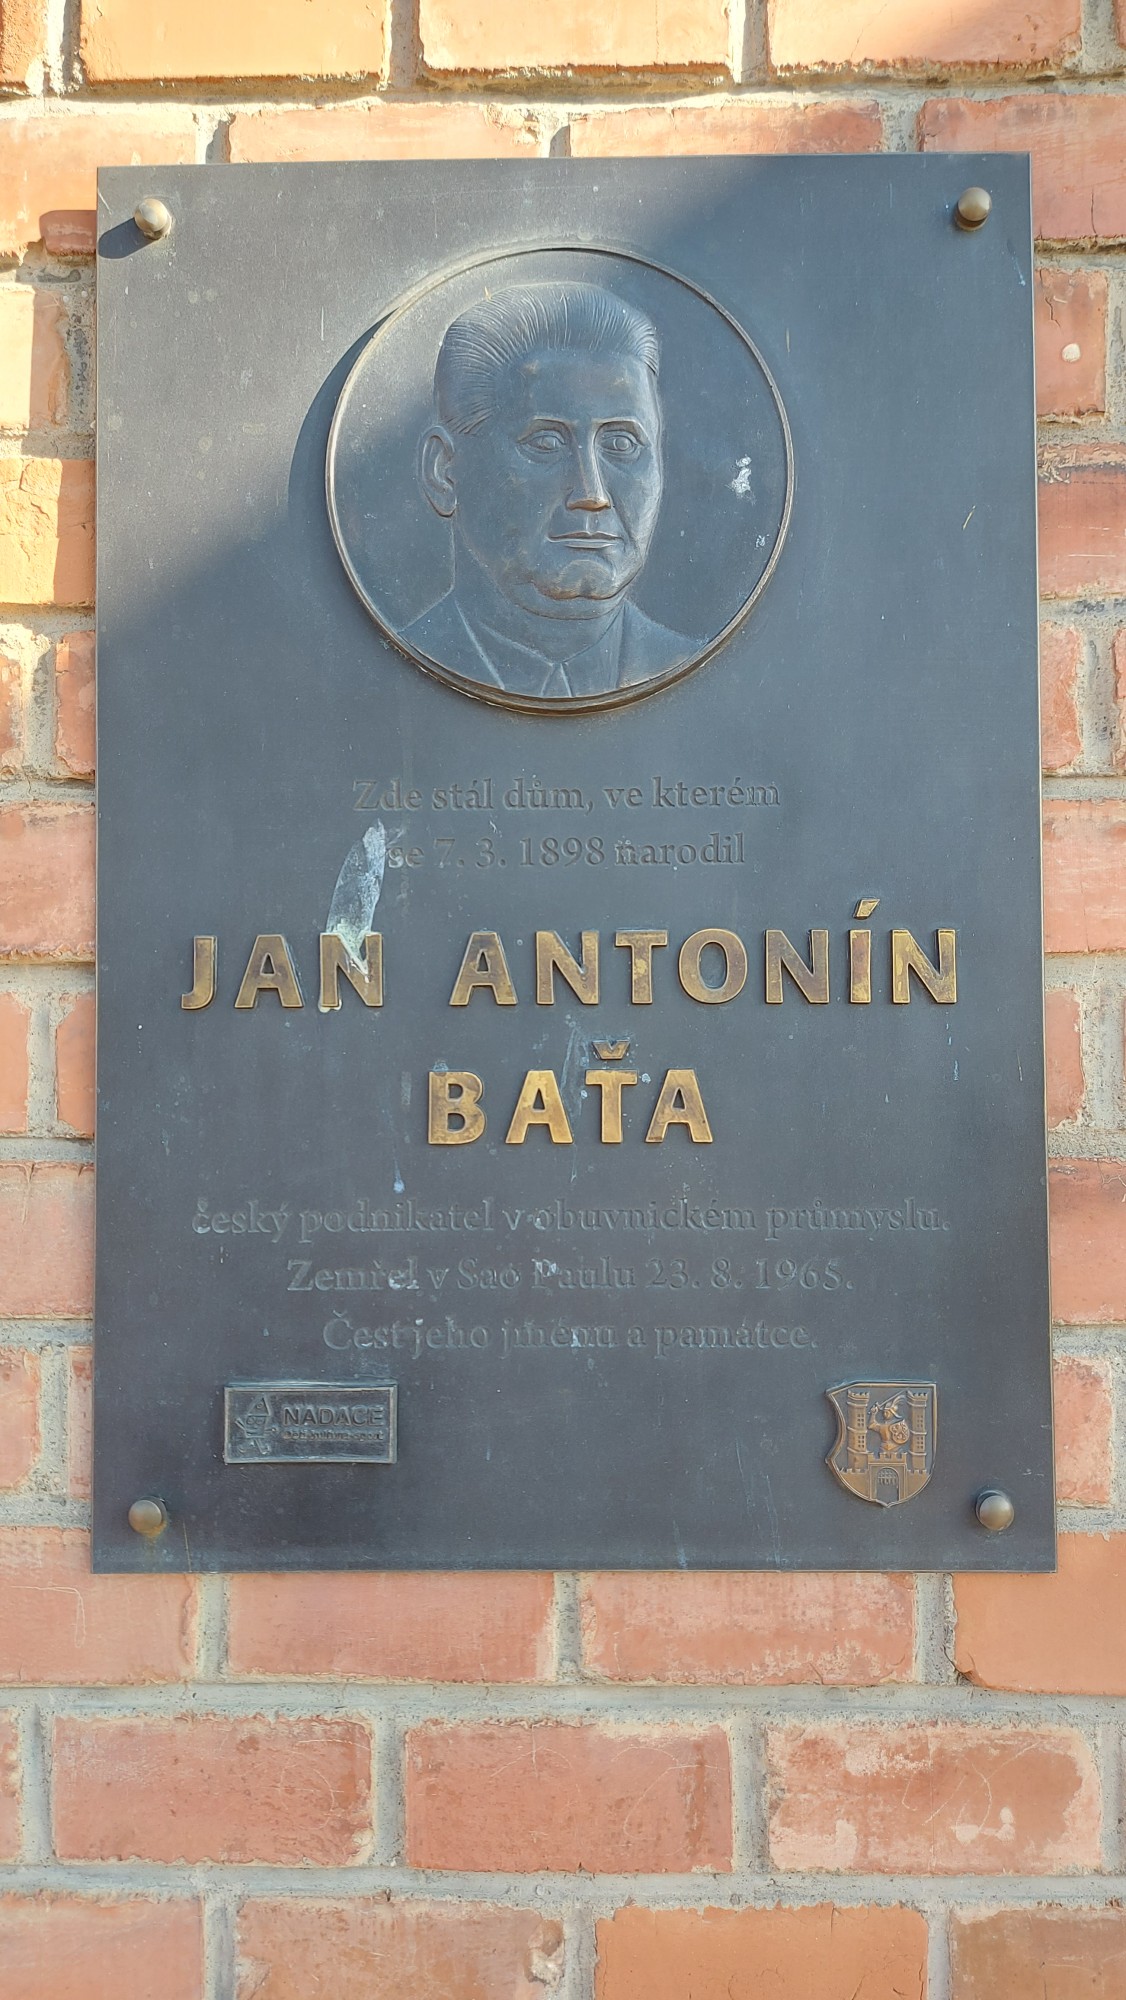 Zde stál dům, ve kterém
se 7. 3. 1898 narodil
JAN ANTONÍN
BAŤA
český podnikatel v obuvnickém průmyslu.
Zemřel v Sao Paulu 23. 8. 1965.
Čest jeho jménu a památce.
NADACE